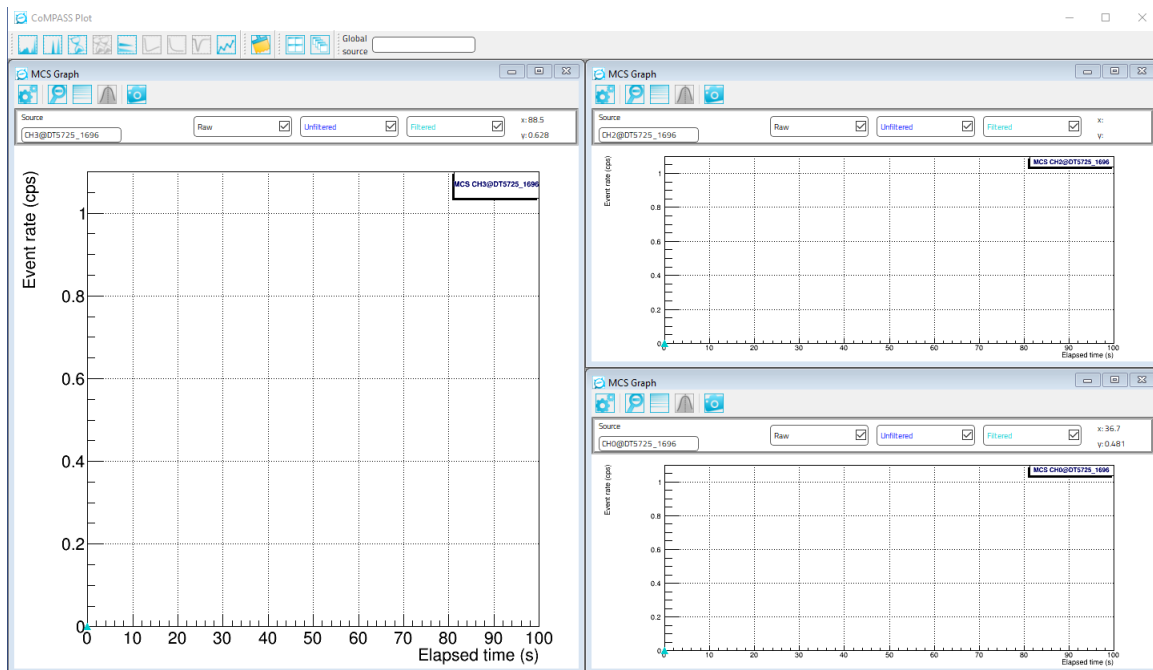 CoMPASS Plot
Global
source
MCS Graph
Source
CH3@DT5725_1696
Raw
Unfiltered
Filtered
x: 88.5
y: 0.628
MCS CH3@DT5725_1696
Event rate (cps)
1
0.8
0.6
0.4
0.2
0
0 10 20 30 40 50 60 70 80 90 100
Elapsed time (s)
MCS Graph
Source
CH2@DT5725_1696
Raw
Unfiltered
Filtered
x:
y:
MCS CH2@DT5725_1696
Event rate (cps)
1
0.8
0.6
0.4
0.2
0
0 10 20 30 40 50 60 70 80 90 100
Elapsed time (s)
MCS Graph
Source
CH0@DT5725_1696
Raw
Unfiltered
Filtered
x: 36.7
y: 0.481
MCS CH0@DT5725_1696
Event rate (cps)
1
0.8
0.6
0.4
0.2
0
0 10 20 30 40 50 60 70 80 90 100
Elapsed time (s)